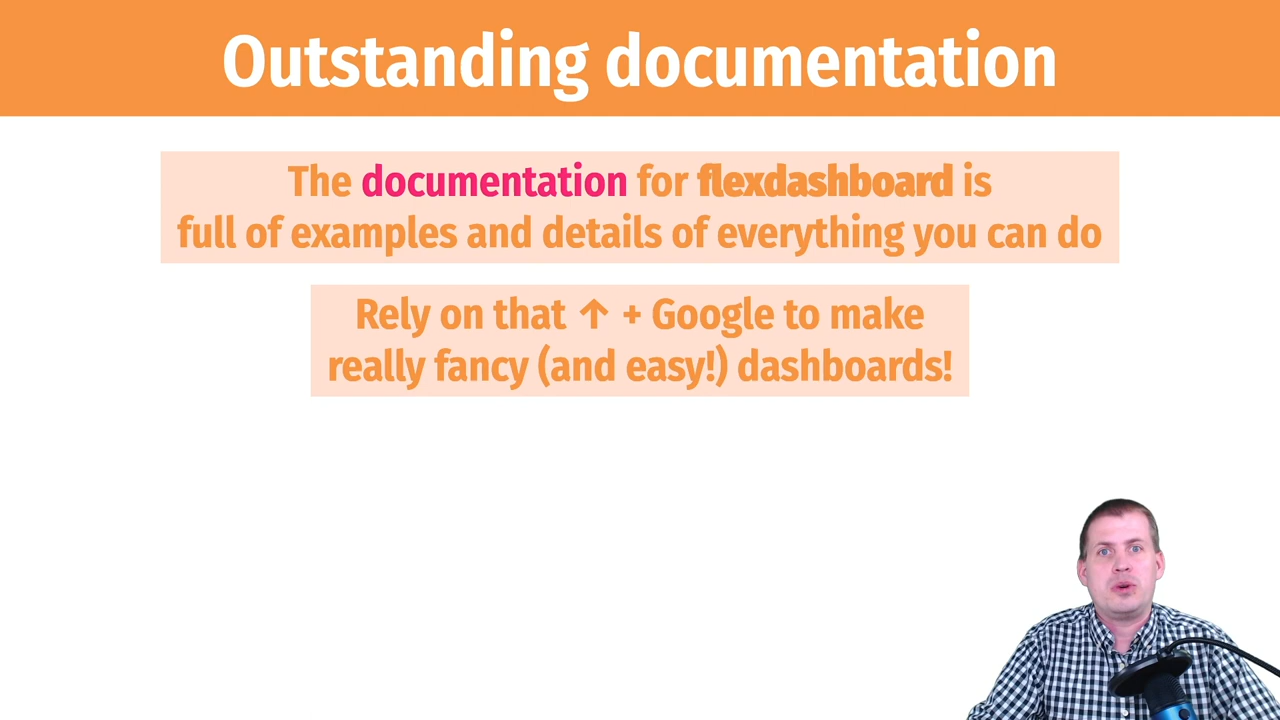 Outstanding documentation
The documentation for flexdashboard is
full of examples and details of everything you can do
Rely on that ↑ + Google to make
really fancy (and easy!) dashboards!